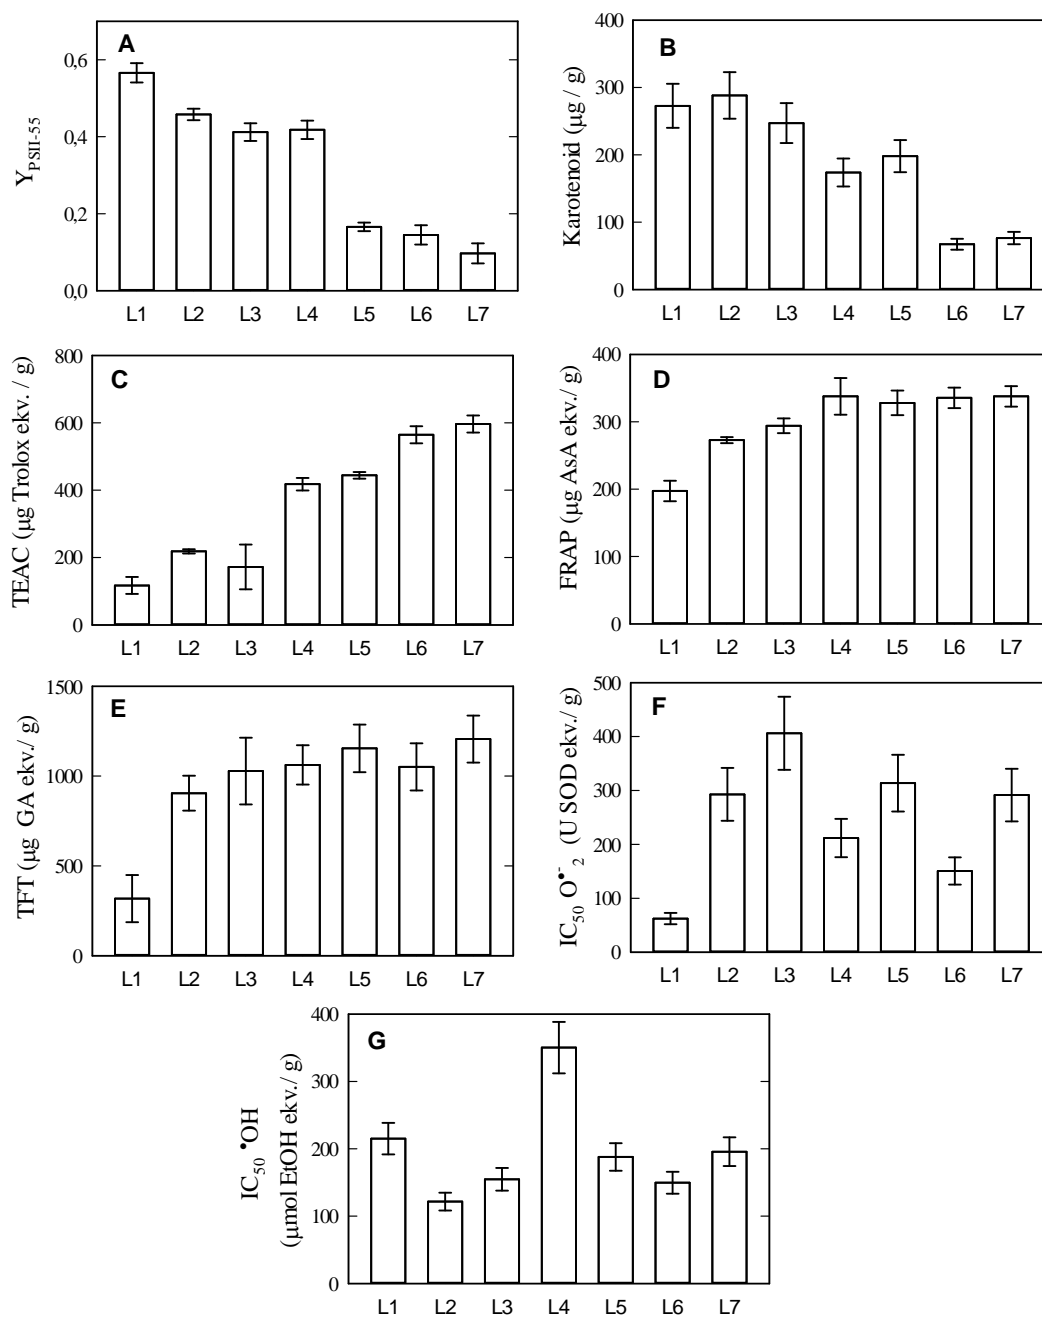 A
Y PSII-55
0,6
0,4
0,2
0,0
L1 L2 L3 L4 L5 L6 L7
B
Karotenoid (µg / g)
400
300
200
100
0
L1 L2 L3 L4 L5 L6 L7
C
TEAC (µg Trolox ekv. / g)
800
600
400
200
0
L1 L2 L3 L4 L5 L6 L7
D
FRAP (µg AsA ekv./ g)
400
300
200
100
0
L1 L2 L3 L4 L5 L6 L7
E
TFT (µg GA ekv./ g)
1500
1000
500
0
L1 L2 L3 L4 L5 L6 L7
F
IC50 O•-2 (U SOD ekv./ g)
500
400
300
200
100
0
L1 L2 L3 L4 L5 L6 L7
G
IC50 •OH
(µmol EtOH ekv./ g)
400
300
200
100
0
L1 L2 L3 L4 L5 L6 L7